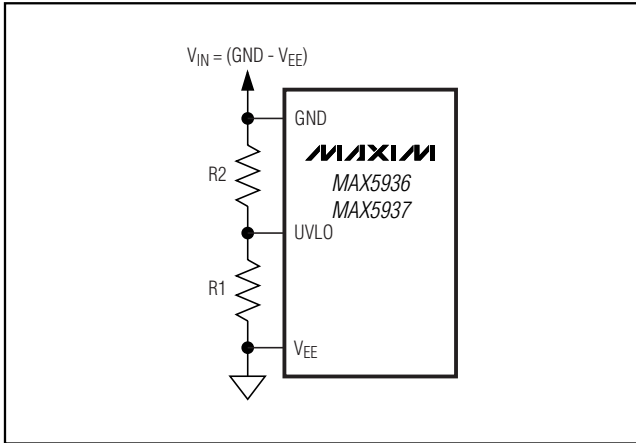 V_IN = (GND - V_EE)
GND
MAXIM
R2
MAX5936
MAX5937
UVLO
R1
V_EE